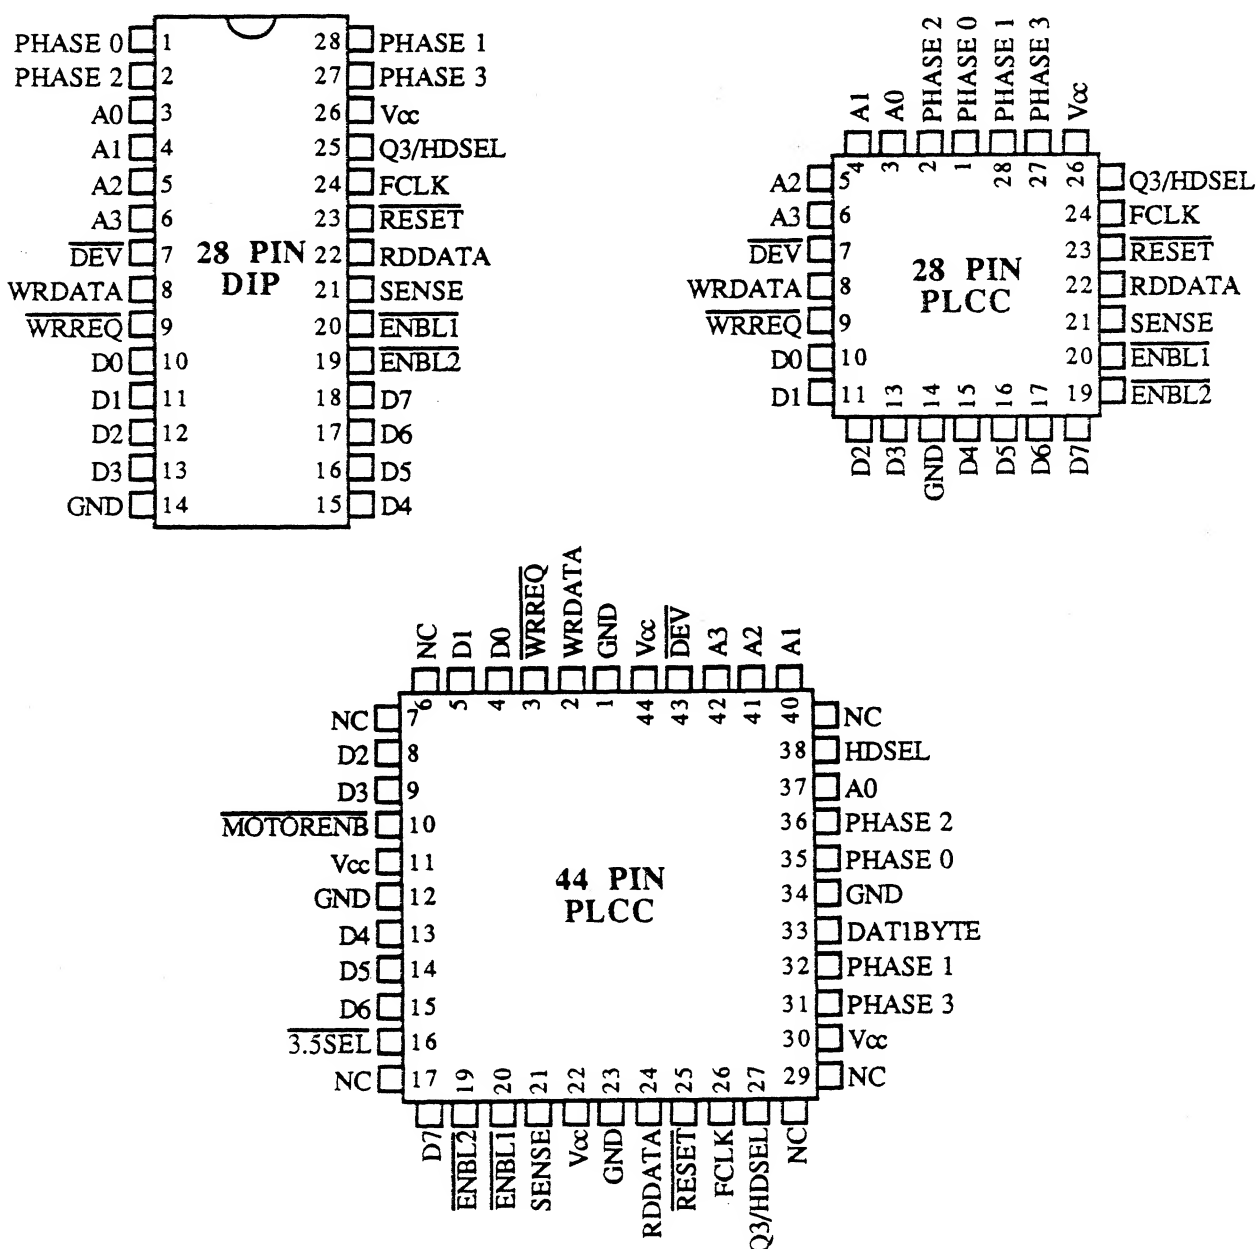 PHASE 0 1 28 PHASE 1
PHASE 2 2 27 PHASE 3
A0 3 26 Vcc
A1 4 25 Q3/HDSEL
A2 5 24 FCLK
A3 6 23 RESET
DEV 7 28 PIN 22 RDDATA
WRDATA 8 DIP 21 SENSE
WRREQ 9 20 ENBL1
D0 10 19 ENBL2
D1 11 18 D7
D2 12 17 D6
D3 13 16 D5
GND 14 15 D4
A1 A0 PHASE 2 PHASE 0 PHASE 1 PHASE 3 Vcc
4 3 2 1 28 27 26
A2 5 Q3/HDSEL
A3 6 24 FCLK
DEV 7 23 RESET
WRDATA 8 28 PIN 22 RDDATA
WRREQ 9 PLCC 21 SENSE
D0 10 20 ENBL1
D1 11 13 14 15 16 17 19 ENBL2
D2 D3 GND D4 D5 D6 D7
NC D1 D0 WRREQ WRDATA GND Vcc DEV A3 A2 A1
6 5 4 3 2 1 44 43 42 41 40
NC 7 NC
D2 8 38 HDSEL
D3 9 37 A0
MOTORENB 10 36 PHASE 2
Vcc 11 35 PHASE 0
GND 12 44 PIN 34 GND
D4 13 PLCC 33 DAT1BYTE
D5 14 32 PHASE 1
D6 15 31 PHASE 3
3.5SEL 16 30 Vcc
NC 17 29 NC
19 20 21 22 23 24 25 26 27
D7 ENBL2 ENBL1 SENSE Vcc GND RDDATA RESET FCLK Q3/HDSEL NC